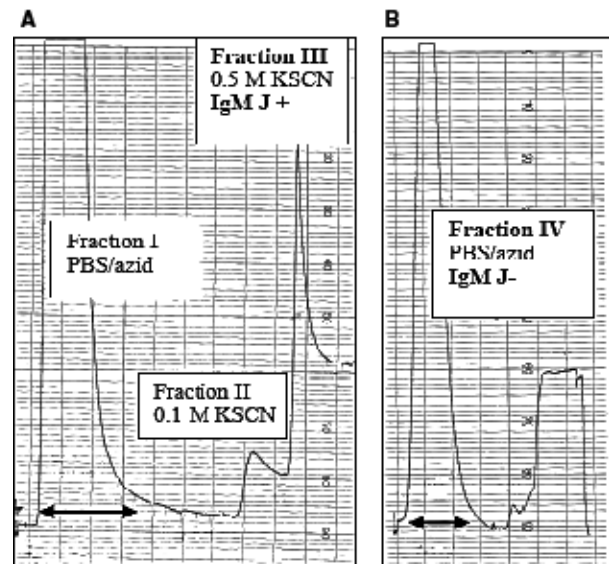 A
Fraction III
0.5 M KSCN
IgM J +
Fraction I
PBS/azid
Fraction II
0.1 M KSCN
B
Fraction IV
PBS/azid
IgM J-